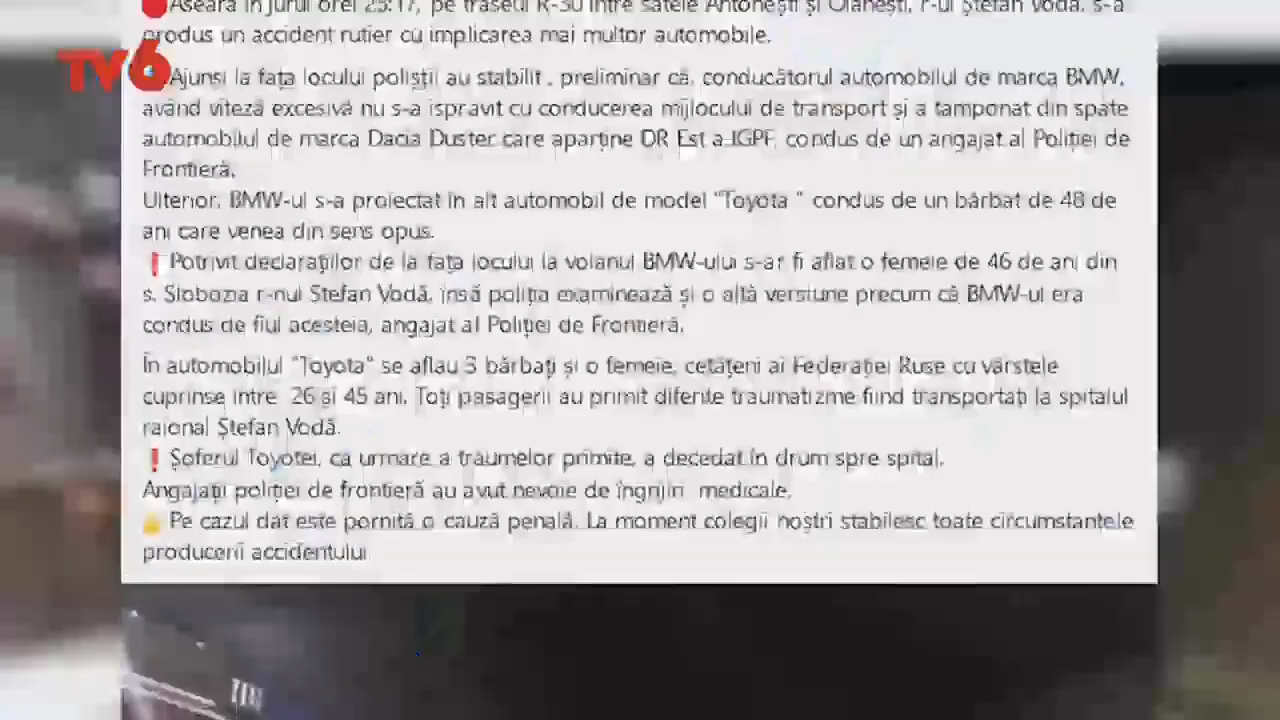 Aseară în jurul orei 23:17, pe traseul R-30 între satele Antonești și Olănești, r-ul Ștefan Vodă, s-a
produs un accident rutier cu implicarea mai multor automobile.
TV6
Ajunși la fața locului poliștii au stabilit , preliminar că, conducătorul automobilul de marca BMW,
având viteză excesivă nu s-a isprăvit cu conducerea mijlocului de transport și a tamponat din spate
automobilul de marca Dacia Duster care aparține DR Est a IGPF, condus de un angajat al Poliției de
Frontieră.
Ulterior, BMW-ul s-a proiectat în alt automobil de model "Toyota " condus de un bărbat de 48 de
ani care venea din sens opus.
❗Potrivit declarațiilor de la fața locului la volanul BMW-ului s-ar fi aflat o femeie de 46 de ani din
s. Slobozia r-nul Ștefan Vodă, însă poliția examinează și o altă versiune precum că BMW-ul era
condus de fiul acesteia, angajat al Poliției de Frontieră.
În automobilul "Toyota" se aflau 3 bărbați și o femeie, cetățeni ai Federației Ruse cu vârstele
cuprinse intre 26 și 45 ani. Toți pasagerii au primit diferite traumatizme fiind transportați la spitalul
raional Ștefan Vodă.
❗Șoferul Toyotei, ca urmare a traumelor primite, a decedat în drum spre spital.
Angajații poliției de frontieră au avut nevoie de îngrijiri medicale.
Pe cazul dat este pornită o cauză penală. La moment colegii noștri stabilesc toate circumstanțele
producerii accidentului